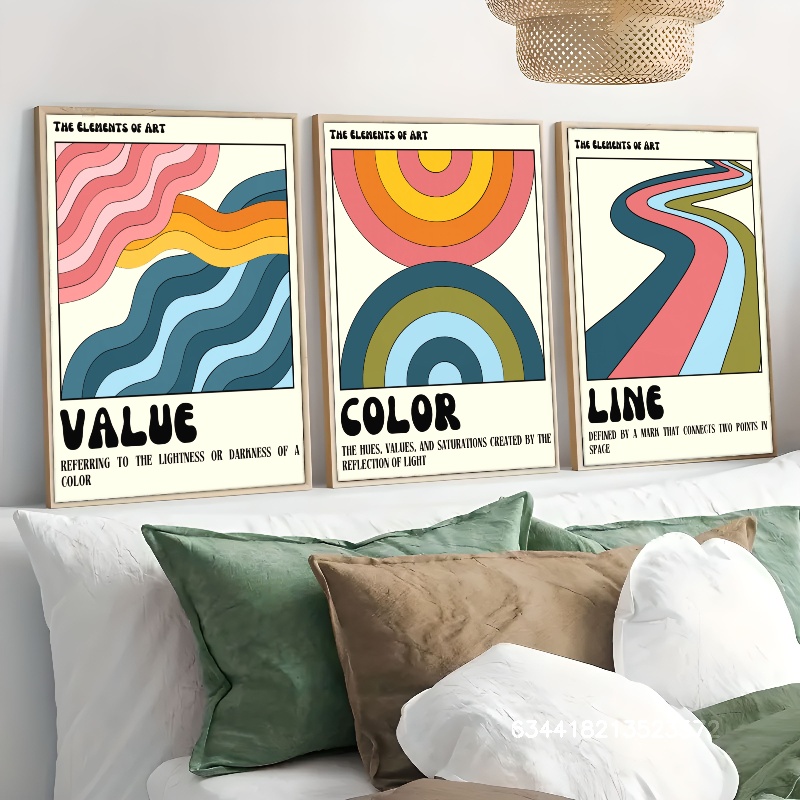 THE ELEMENTS OF ART
VALUE
REFERRING TO THE LIGHTNESS OR DARKNESS OF A
COLOR
THE ELEMENTS OF ART
COLOR
THE HUES, VALUES, AND SATURATIONS CREATED BY THE
REFLECTION OF LIGHT
THE ELEMENTS OF ART
LINE
DEFINED BY A MARK THAT CONNECTS TWO POINTS IN
SPACE